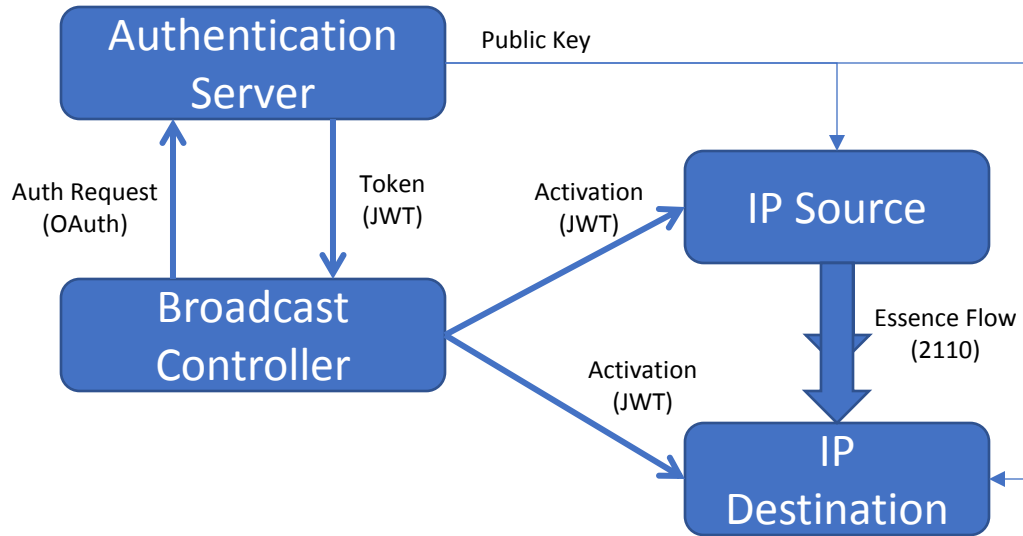 Authentication
Server
Public Key
Auth Request
(OAuth)
Token
(JWT)
Activation
(JWT)
IP Source
Broadcast
Controller
Essence Flow
(2110)
Activation
(JWT)
IP
Destination